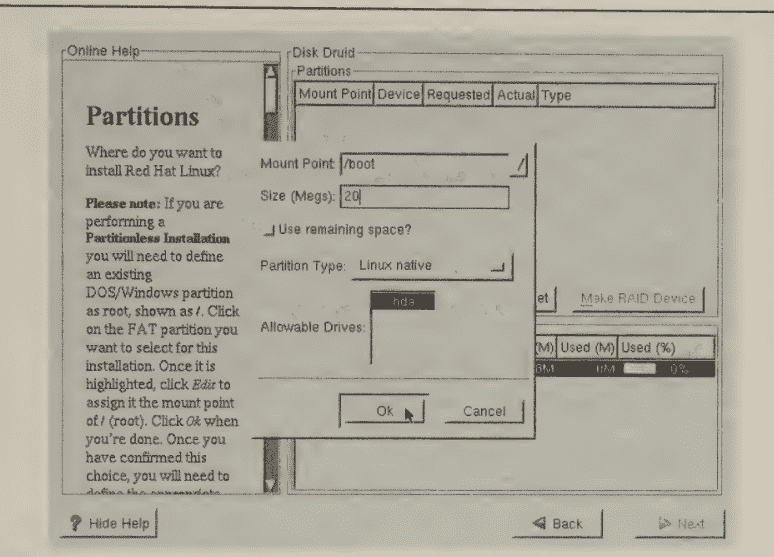 Online Help
Partitions
Where do you want to
install Red Hat Linux?
Please note: If you are
performing a
Partitionless Installation
you will need to define
an existing
DOS/Windows partition
as root, shown as /. Click
on the FAT partition you
want to select for this
installation. Once it is
highlighted, click Edit to
assign it the mount point
of / (root). Click Ok when
you're done. Once you
have confirmed this
choice, you will need to
define the appropriate
Disk Druid
Partitions
Mount Point Device Requested Actual Type
Mount Point: /boot /
Size (Megs): 20
Use remaining space?
Partition Type: Linux native
Allowable Drives: hda
Ok Cancel
et Make RAID Device
(M) Used (M) Used (%)
0%
? Hide Help
Back Next